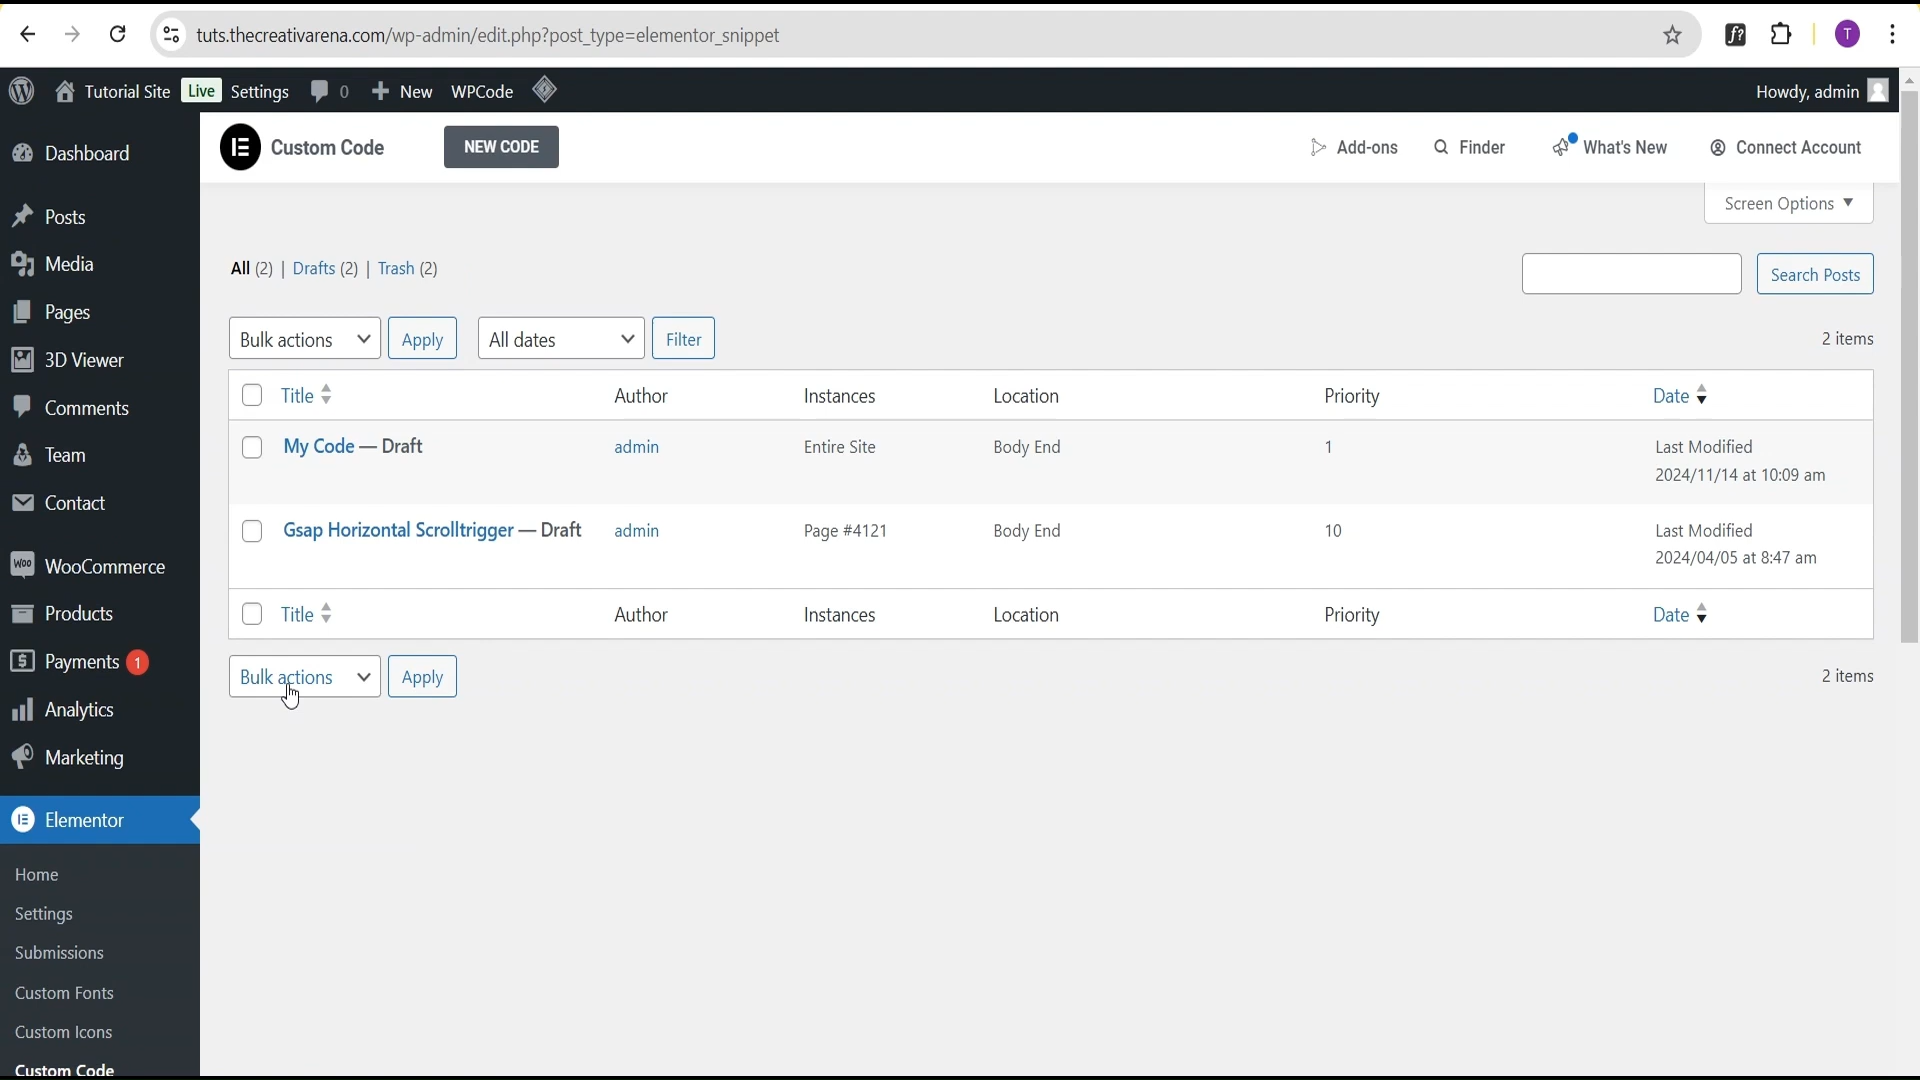 tuts.thecreativarena.com/wp-admin/edit.php?post_type=elementor_snippet
f?
T
Tutorial Site Live Settings 0 New WPCode Howdy, admin
Custom Code NEW CODE Add-ons Finder What's New Connect Account
Screen Options
Dashboard
Posts
Media
Pages
3D Viewer
Comments
Team
Contact
Woo WooCommerce
Products
Payments 1
Analytics
Marketing
Elementor
Home
Settings
Submissions
Custom Fonts
Custom Icons
Custom Code
All (2) | Drafts (2) | Trash (2)
Search Posts
Bulk actions Apply All dates Filter 2 items
Title Author Instances Location Priority Date
My Code — Draft admin Entire Site Body End 1 Last Modified
2024/11/14 at 10:09 am
Gsap Horizontal Scrolltrigger — Draft admin Page #4121 Body End 10 Last Modified
2024/04/05 at 8:47 am
Title Author Instances Location Priority Date
Bulk actions Apply 2 items